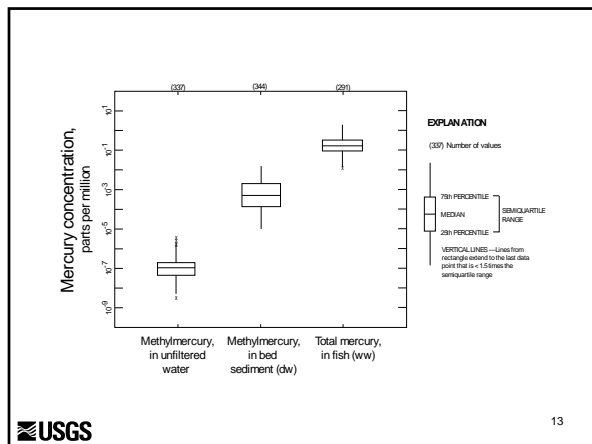 (337) (344) (291)
Mercury concentration,
parts per million
10¹
10⁻¹
10⁻³
10⁻⁵
10⁻⁷
10⁻⁹
Methylmercury,
in unfiltered
water
Methylmercury,
in bed
sediment (dw)
Total mercury,
in fish (ww)
EXPLANATION
(337) Number of values
75th PERCENTILE
MEDIAN
25th PERCENTILE
SEMIQUARTILE
RANGE
VERTICAL LINES —Lines from
rectangle extend to the last data
point that is < 1.5 times the
semiquartile range
USGS
13